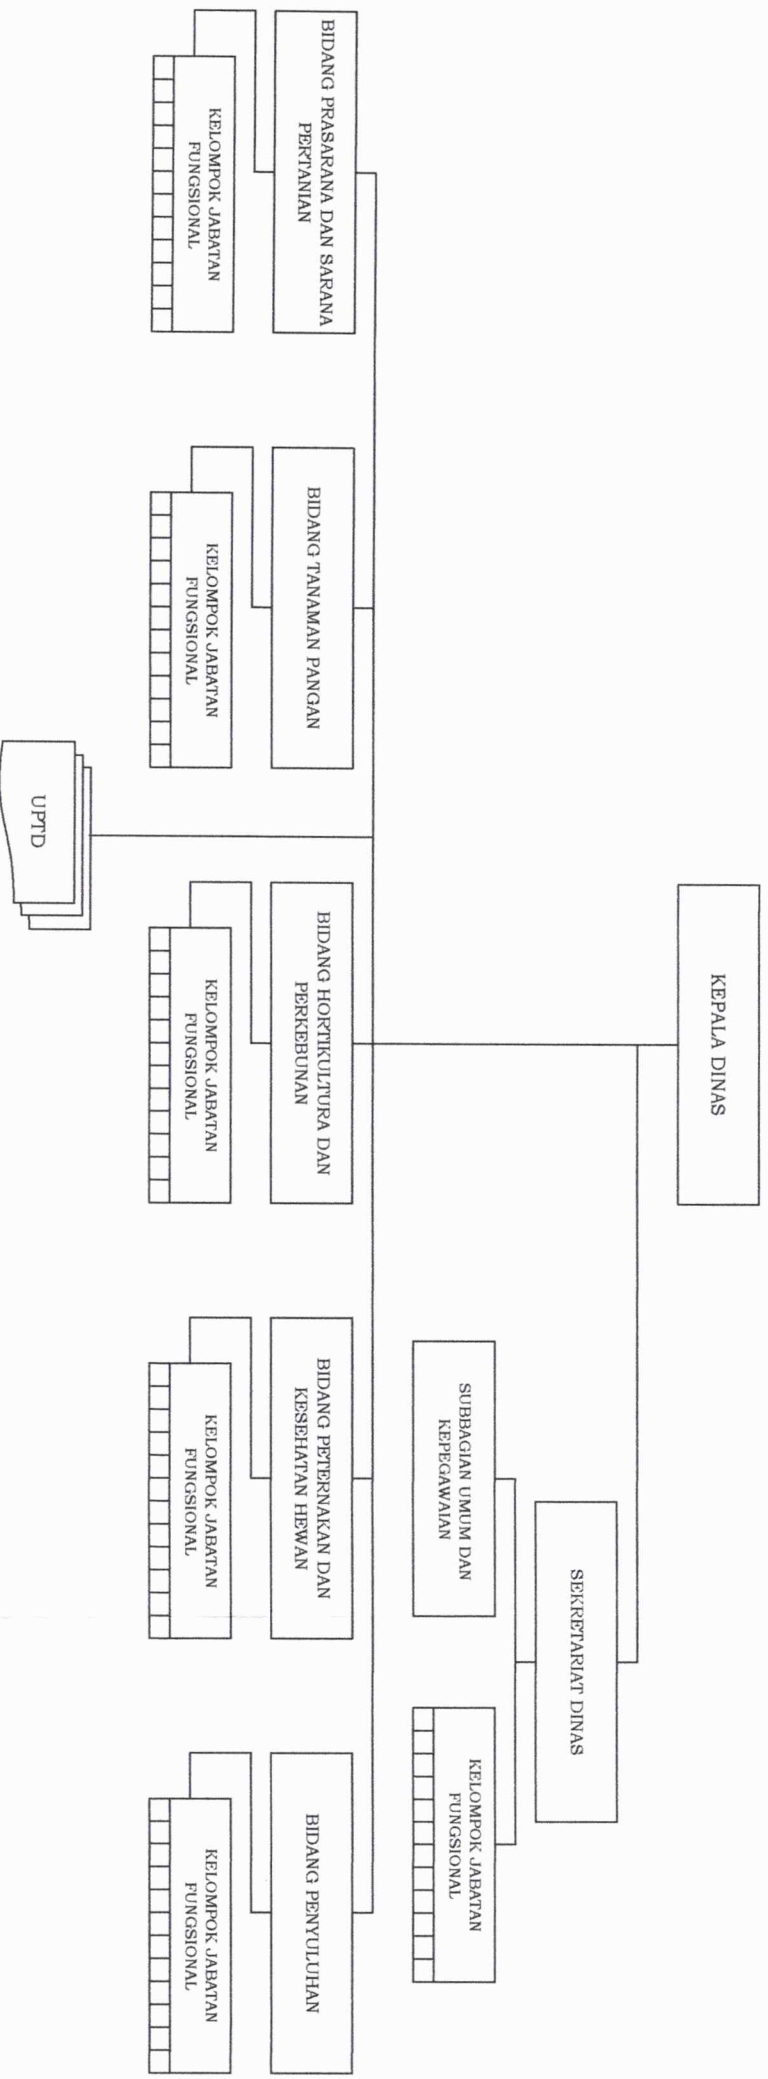 KEPALA DINAS
SEKRETARIAT DINAS
SUBBAGIAN UMUM DAN
KEPEGAWAIAN
KELOMPOK JABATAN
FUNGSIONAL
BIDANG PRASARANA DAN SARANA
PERTANIAN
BIDANG TANAMAN PANGAN
BIDANG HORTIKULTURA DAN
PERKEBUNAN
BIDANG PETERNAKAN DAN
KESEHATAN HEWAN
BIDANG PENYULUHAN
KELOMPOK JABATAN
FUNGSIONAL
KELOMPOK JABATAN
FUNGSIONAL
KELOMPOK JABATAN
FUNGSIONAL
KELOMPOK JABATAN
FUNGSIONAL
KELOMPOK JABATAN
FUNGSIONAL
UPTD